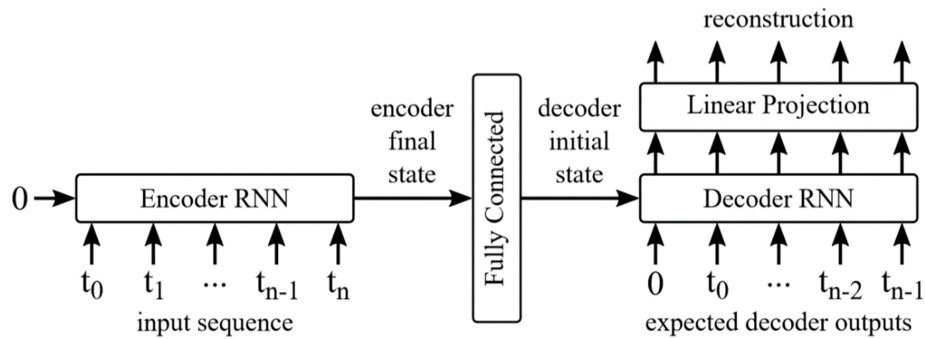 reconstruction
Linear Projection
encoder
final
state
Fully Connected
decoder
initial
state
0
Encoder RNN
Decoder RNN
t0 t1 ... tn-1 tn
input sequence
0 t0 ... tn-2 tn-1
expected decoder outputs